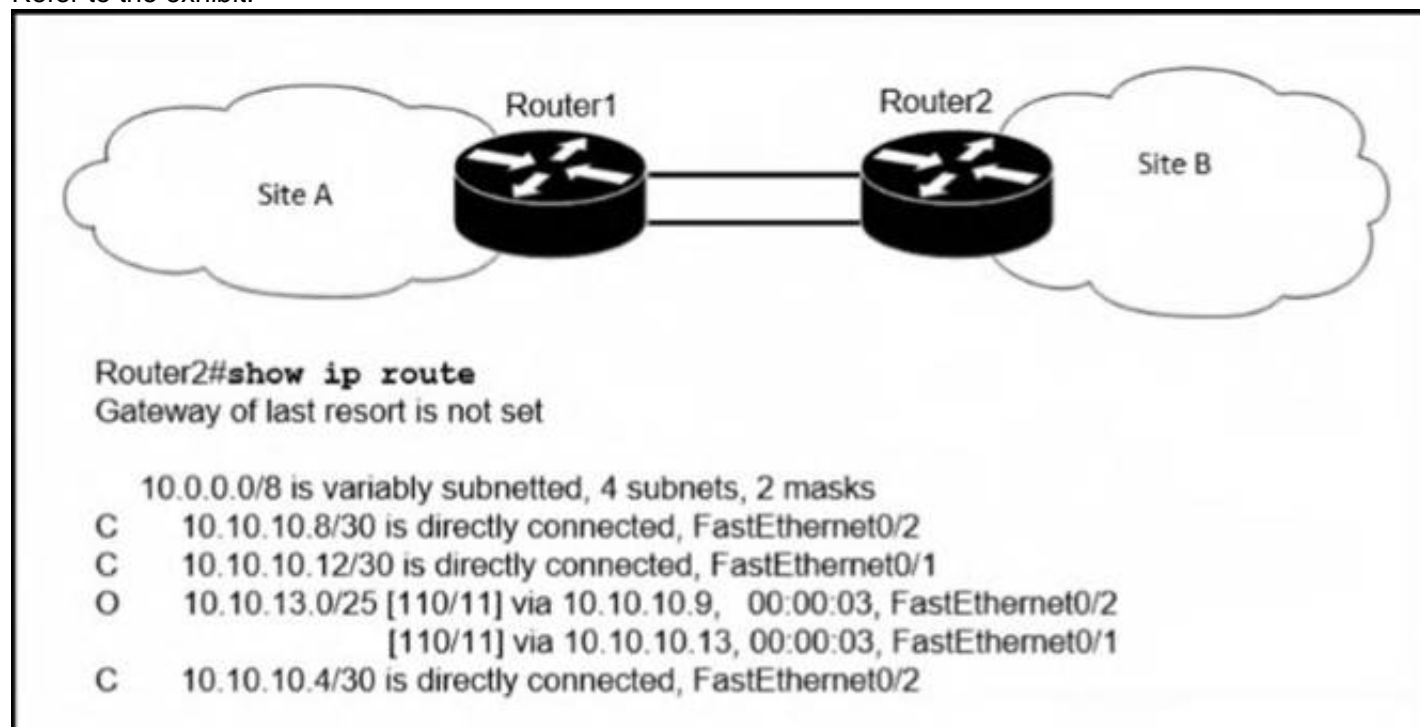 Refer to the exhibit.
Router1
Router2
Site A
Site B
Router2#show ip route
Gateway of last resort is not set
10.0.0.0/8 is variably subnetted, 4 subnets, 2 masks
C 10.10.10.8/30 is directly connected, FastEthernet0/2
C 10.10.10.12/30 is directly connected, FastEthernet0/1
O 10.10.13.0/25 [110/11] via 10.10.10.9, 00:00:03, FastEthernet0/2
[110/11] via 10.10.10.13, 00:00:03, FastEthernet0/1
C 10.10.10.4/30 is directly connected, FastEthernet0/2